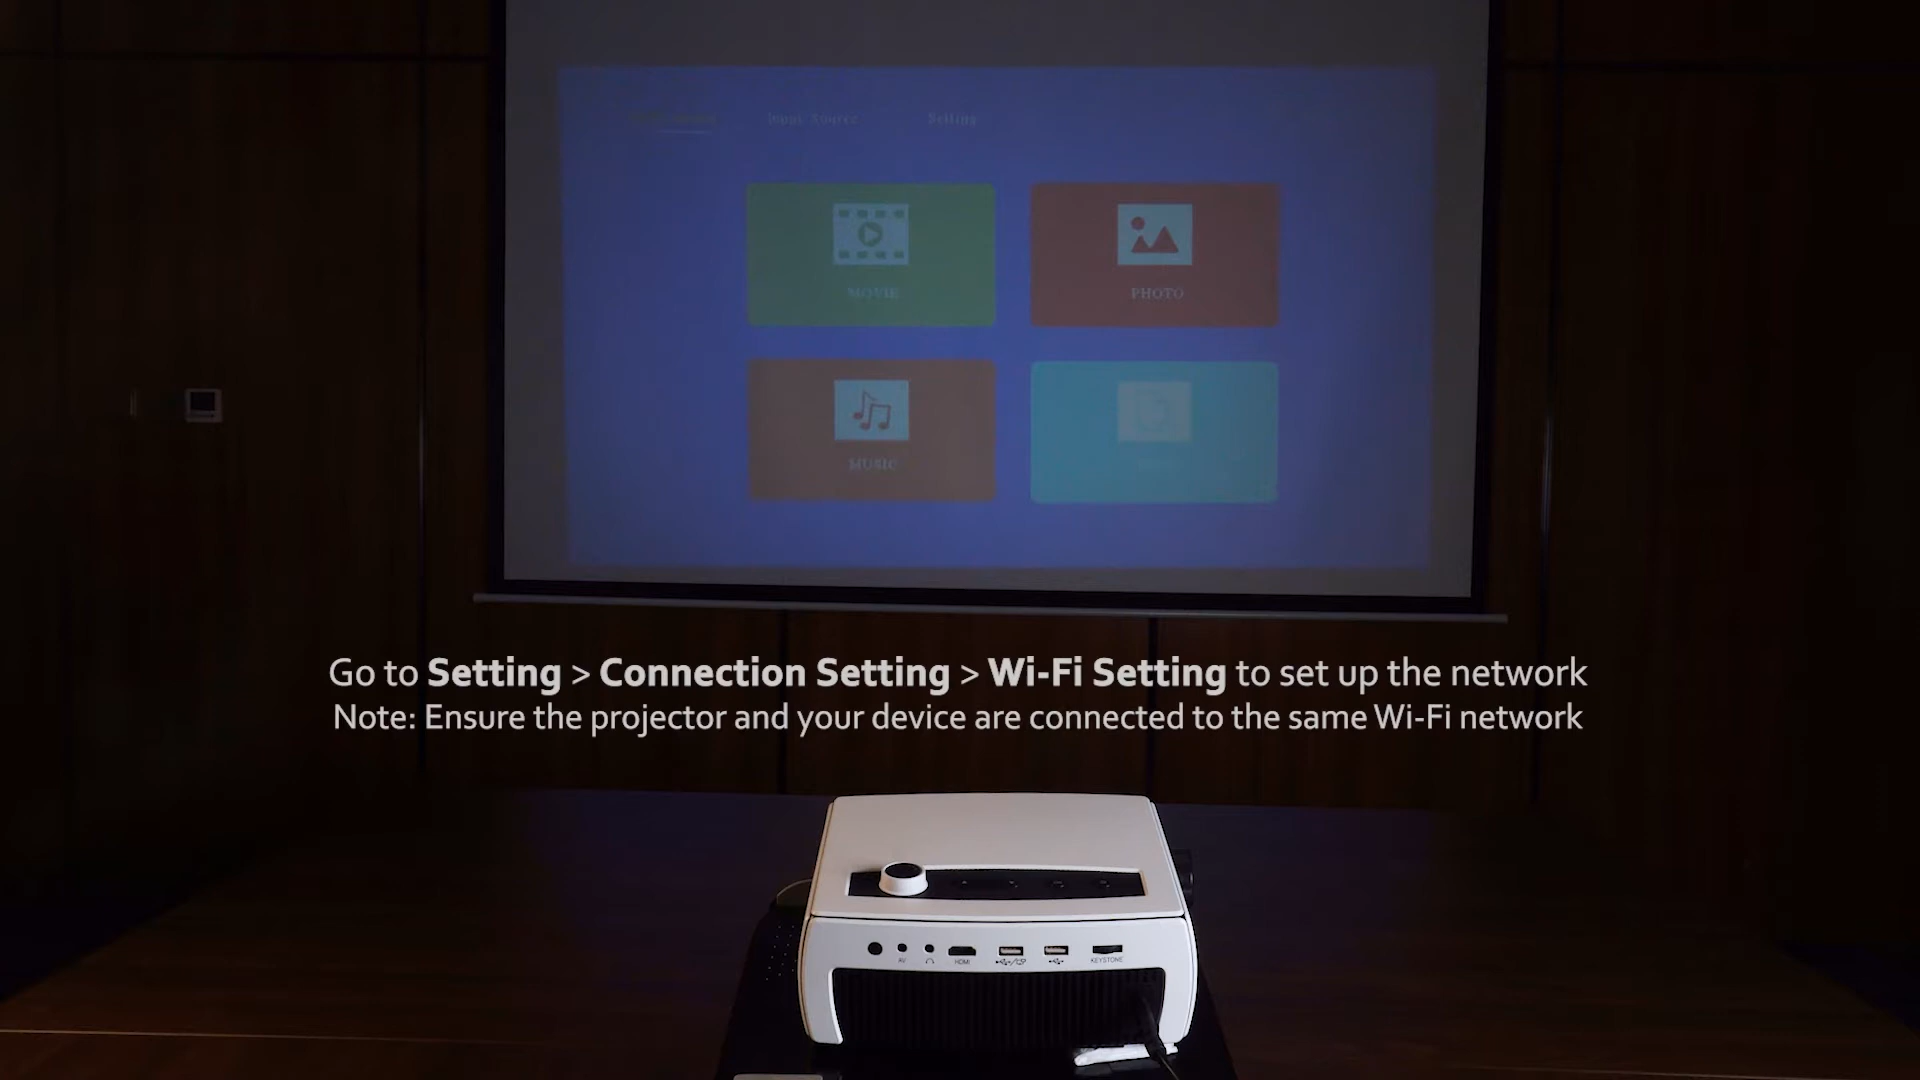 Input Source
Setting
MOVIE
PHOTO
MUSIC
Go to Setting > Connection Setting > Wi-Fi Setting to set up the network
Note: Ensure the projector and your device are connected to the same Wi-Fi network
AV
HDMI
KEYSTONE